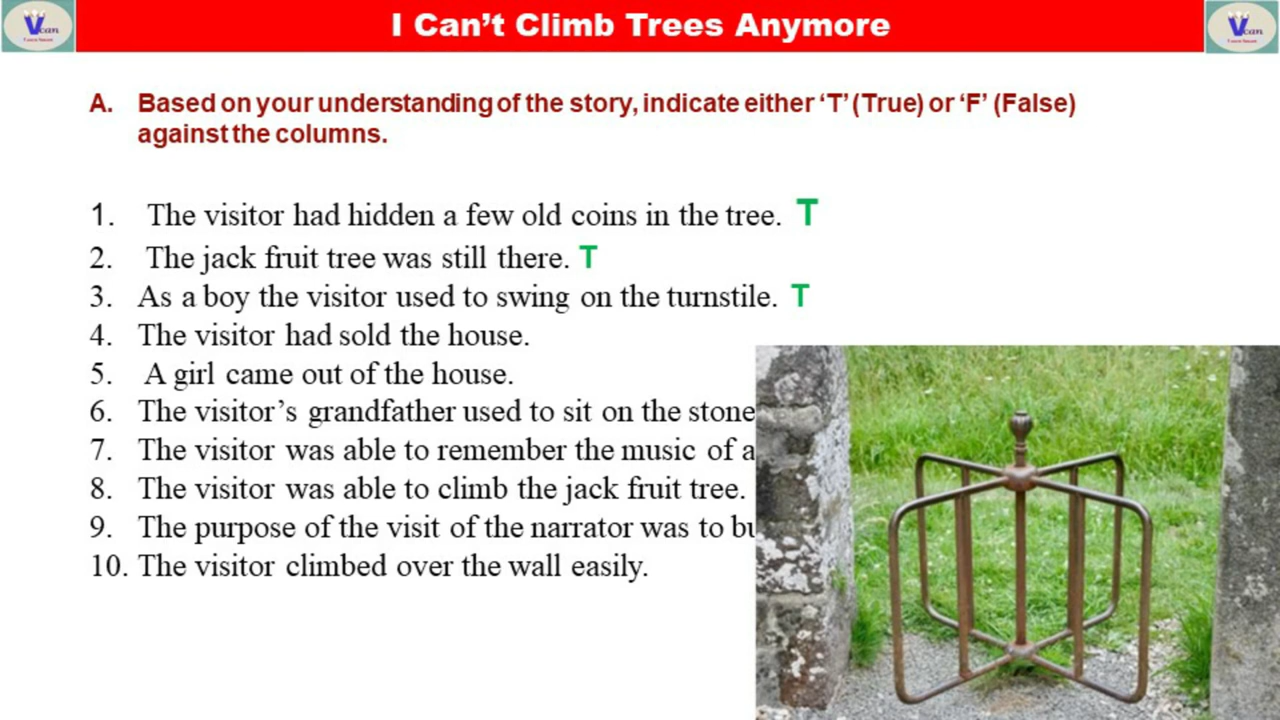 Vcan
I Can't Climb Trees Anymore
Vcan
A. Based on your understanding of the story, indicate either 'T' (True) or 'F' (False)
against the columns.
1. The visitor had hidden a few old coins in the tree. T
2. The jack fruit tree was still there. T
3. As a boy the visitor used to swing on the turnstile. T
4. The visitor had sold the house.
5. A girl came out of the house.
6. The visitor's grandfather used to sit on the stone
7. The visitor was able to remember the music of a
8. The visitor was able to climb the jack fruit tree.
9. The purpose of the visit of the narrator was to
10. The visitor climbed over the wall easily.